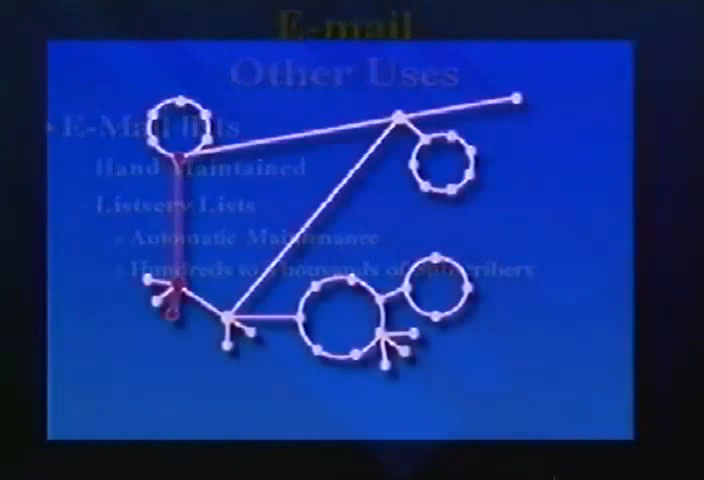 E-mail
Other Uses
• E-Mail lists
Hand Maintained
Listserv Lists
Automatic Maintenance
Hundreds to Thousands of Subscribers